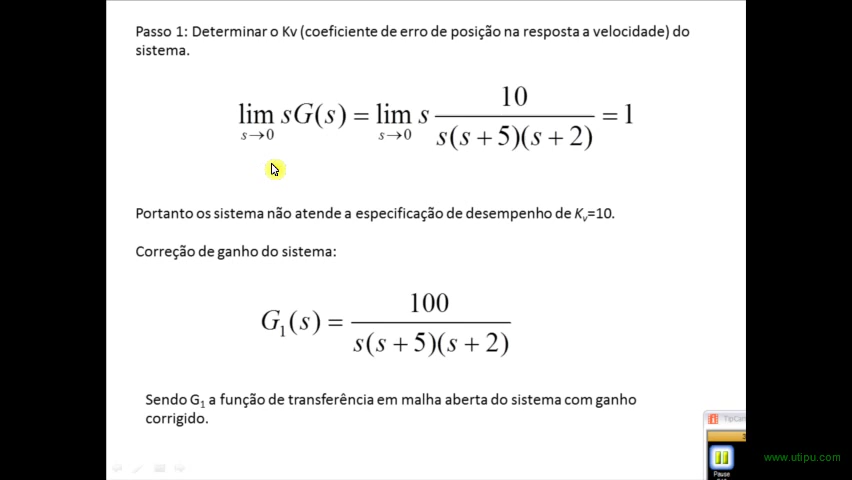 Passo 1: Determinar o Kv (coeficiente de erro de posição na resposta a velocidade) do
sistema.
lim s→0 sG(s) = lim s→0 s 10 / s(s + 5)(s + 2) = 1
Portanto os sistema não atende a especificação de desempenho de Kv=10.
Correção de ganho do sistema:
G1(s) = 100 / s(s + 5)(s + 2)
Sendo G1 a função de transferência em malha aberta do sistema com ganho
corrigido.
TipCam
www.utipu.com
Pause